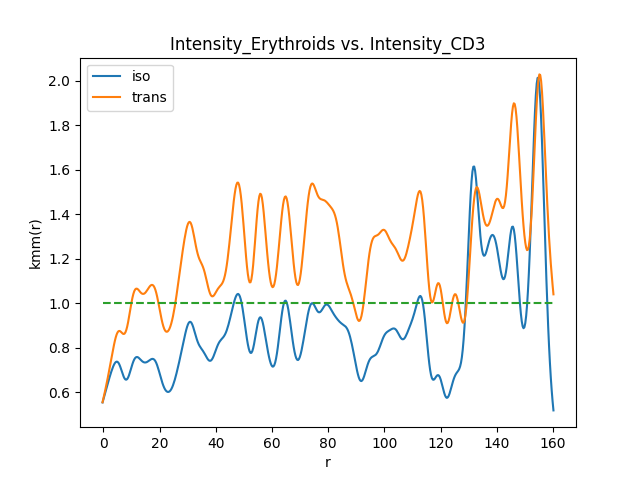 Intensity_Erythroids vs. Intensity_CD3
iso
trans
kmm(r)
2.0
1.8
1.6
1.4
1.2
1.0
0.8
0.6
0 20 40 60 80 100 120 140 160
r